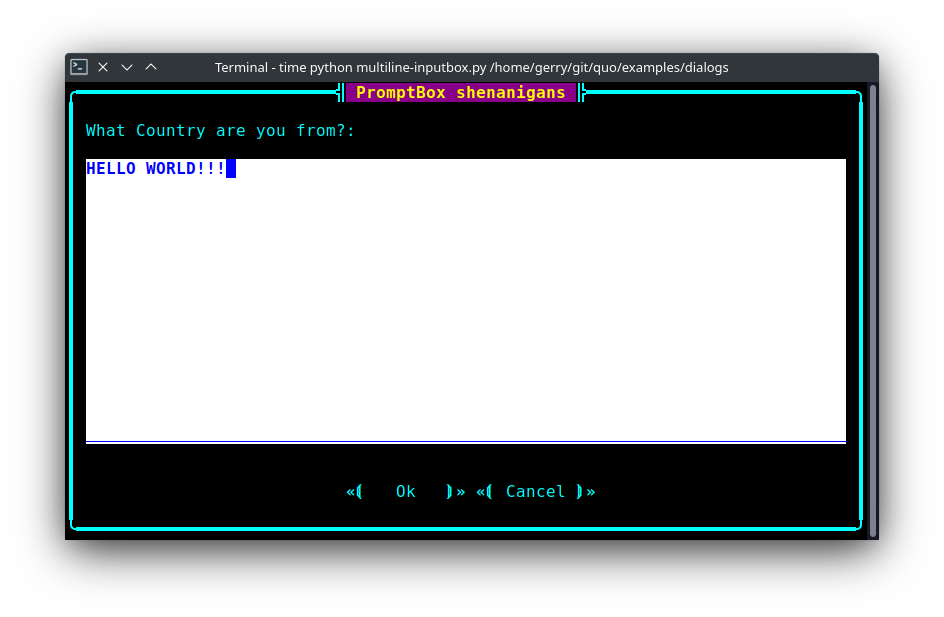 Terminal - time python multiline-inputbox.py /home/gerry/git/quo/examples/dialogs
PromptBox shenanigans
What Country are you from?:
HELLO WORLD!!!
«⦗ Ok ⦘» «⦗ Cancel ⦘»